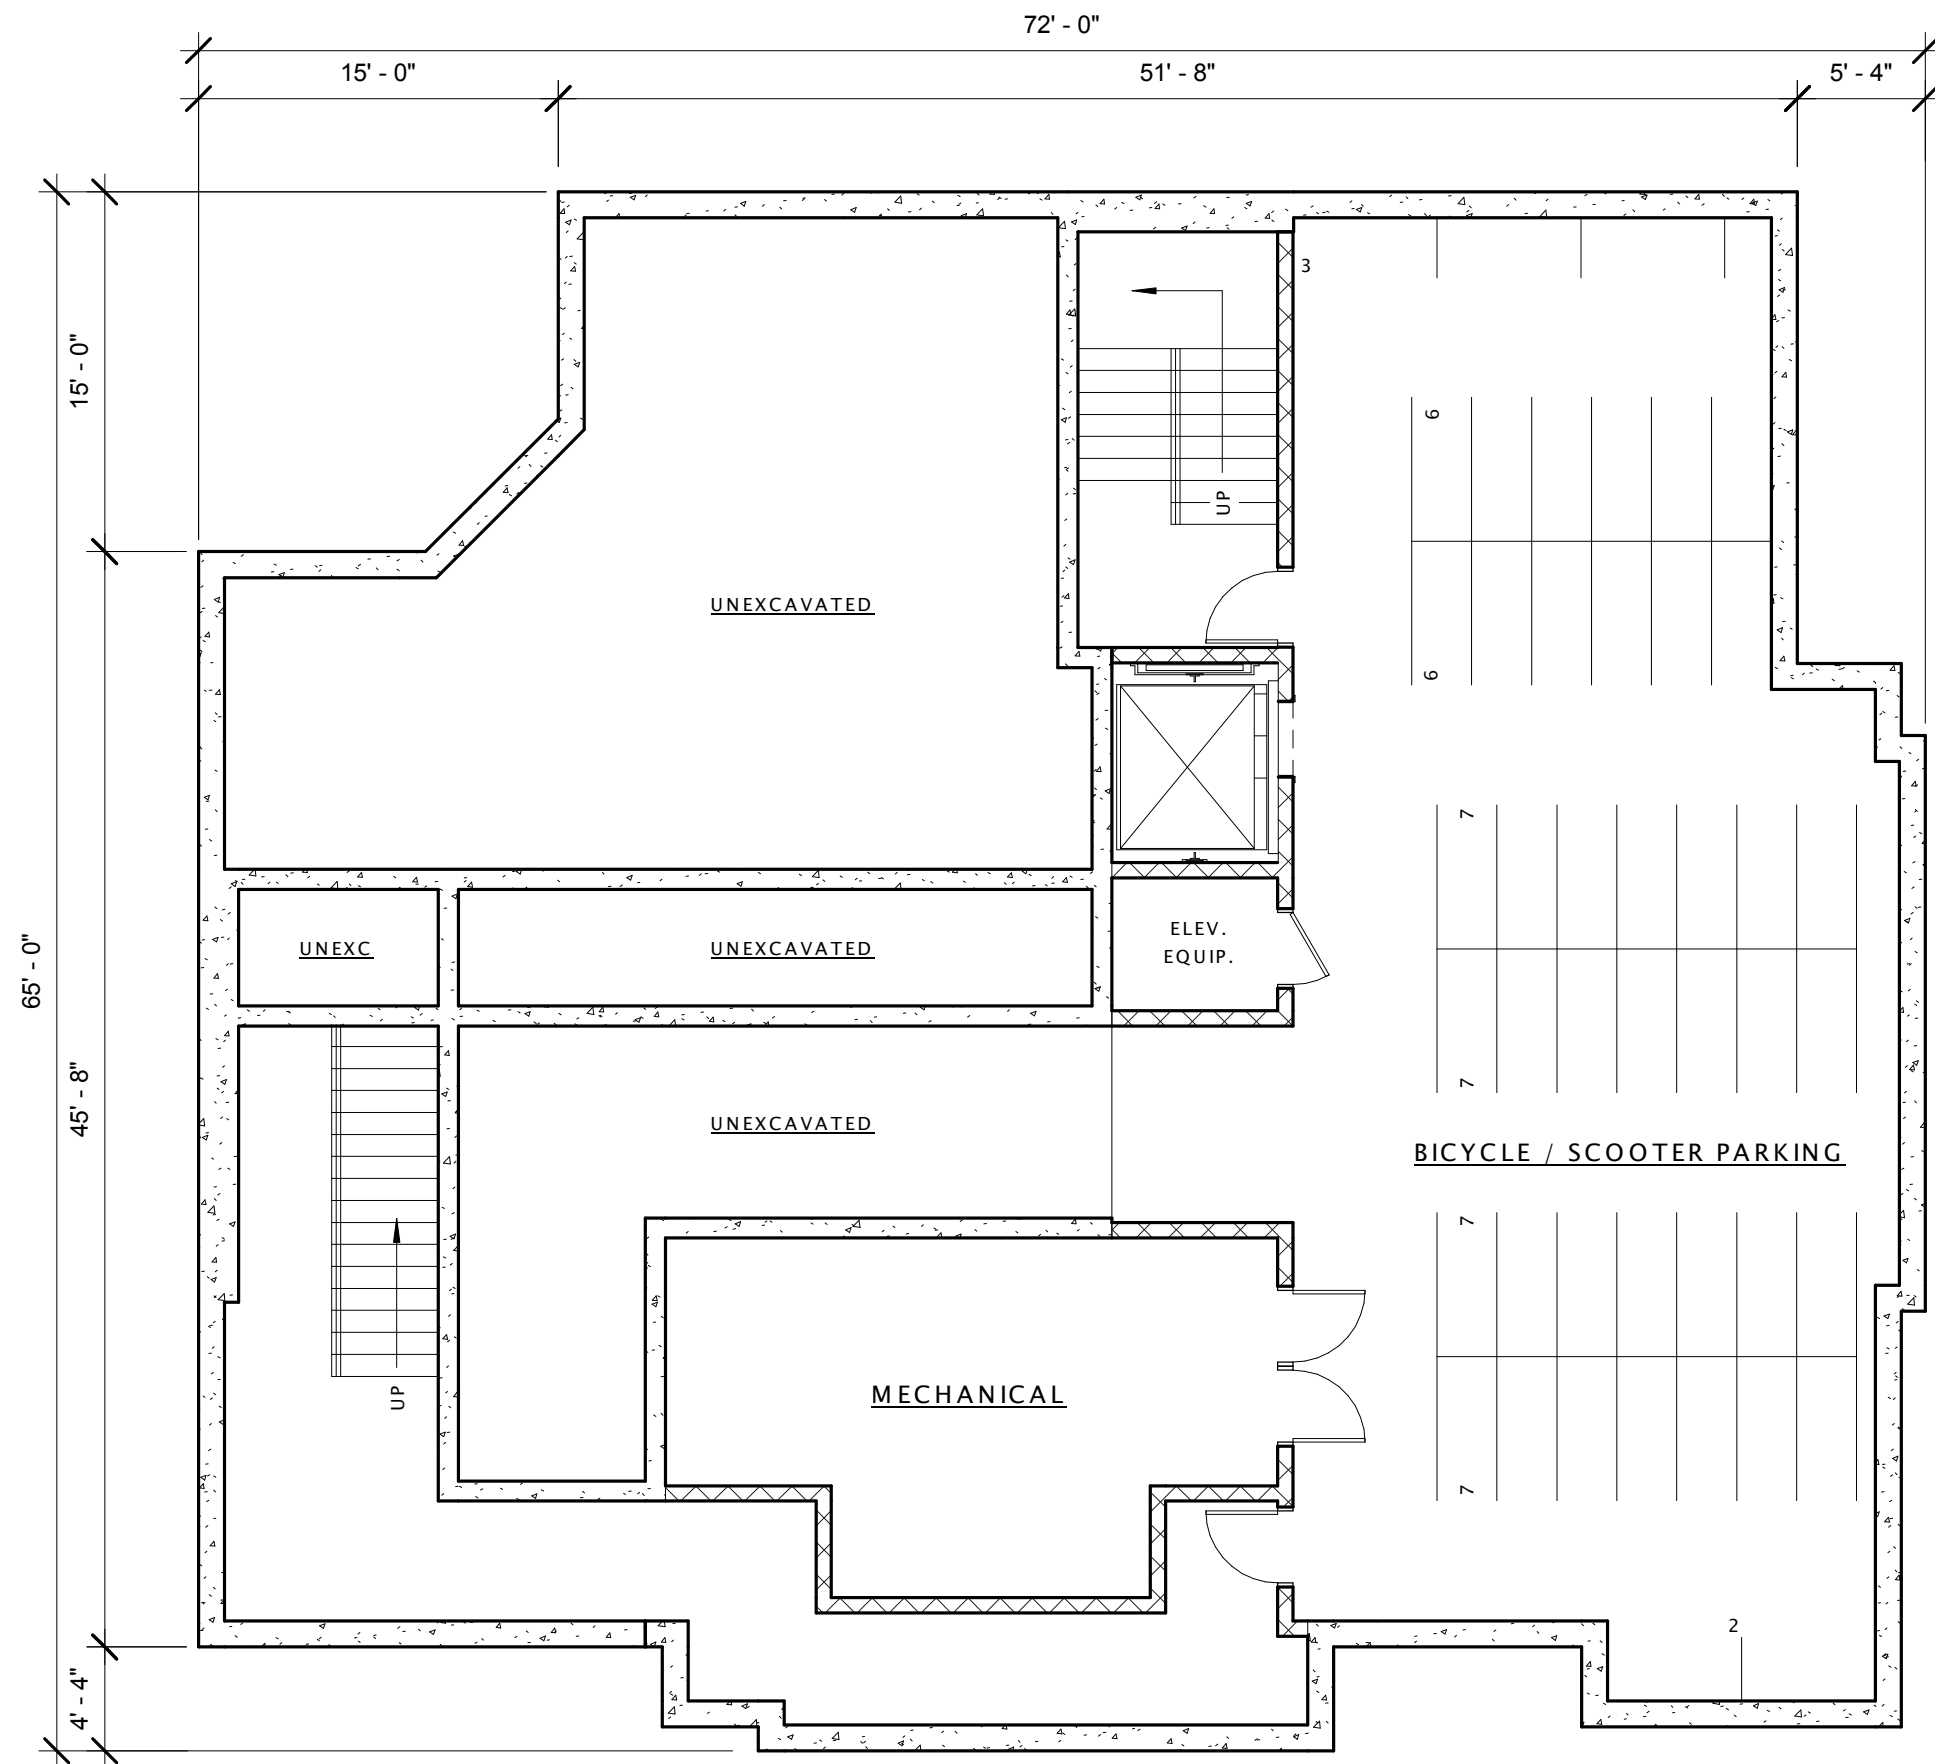 72' - 0"
15' - 0"
51' - 8"
5' - 4"
3
15' - 0"
6
UP
UNEXCAVATED
6
7
ELEV.
EQUIP.
UNEXC
UNEXCAVATED
65' - 0"
45' - 8"
7
UNEXCAVATED
BICYCLE / SCOOTER PARKING
7
UP
MECHANICAL
7
2
4' - 4"